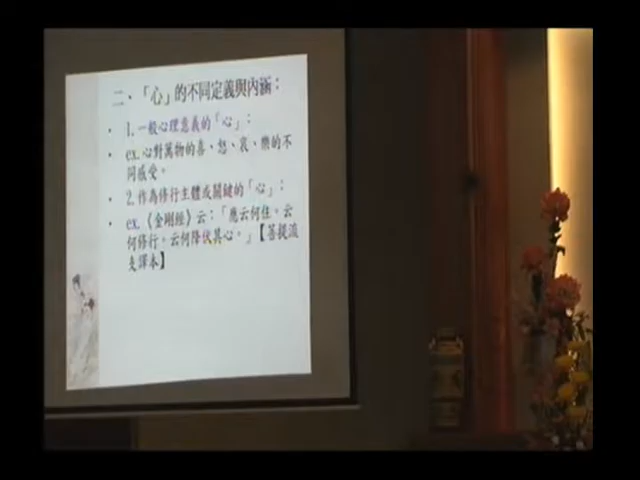 二、「心」的不同定義與內涵：
• 1.一般心理意義的「心」：
• ex.心對萬物的喜、怒、哀、樂的不
同感受。
• 2.作為修行主體或關鍵的「心」：
• ex.《金剛經》云：「應云何住。云
何修行。云何降伏其心。」【菩提流
支譯本】